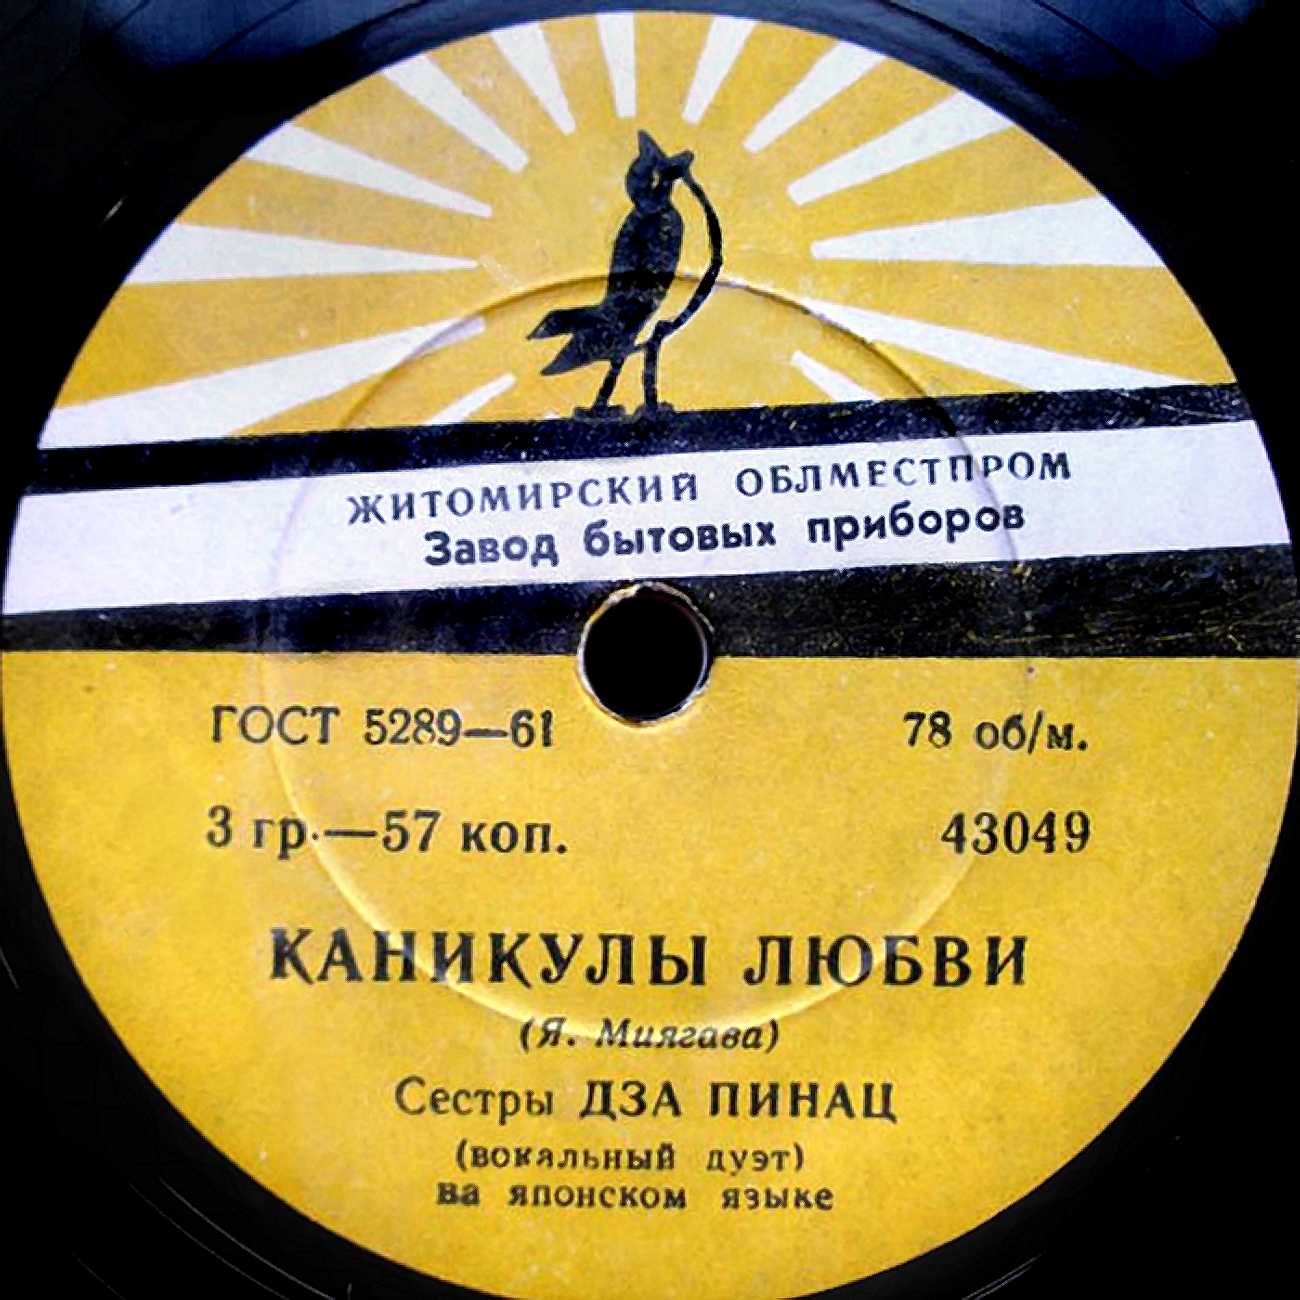 ЖИТОМИРСКИЙ ОБЛМЕСТПРОМ
Завод бытовых приборов
ГОСТ 5289—61 78 об/м.
3 гр.—57 коп. 43049
КАНИКУЛЫ ЛЮБВИ
(Я. Миягава)
Сестры ДЗА ПИНАЦ
(вокальный дуэт)
на японском языке